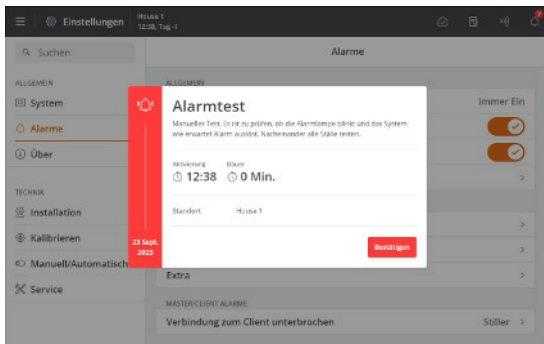 Einstellungen
House 1
12:38, Tag -1
Suchen
Alarme
ALLGEMEIN
System
Alarme
Über
TECHNIK
Installation
Kalibrieren
Manuell/Automatisch
Service
ALLGEMEIN
Immer Ein
Alarmtest
Manueller Test. Es ist zu prüfen, ob die Alarmlampe blinkt und das System
wie erwartet Alarm auslöst. Nacheinander alle Ställe testen.
Aktivierung
Dauer
12:38
0 Min.
Standort
House 1
23 Sept.
2025
Bestätigen
Extra
MASTER/CLIENT ALARME
Verbindung zum Client unterbrochen
Stiller